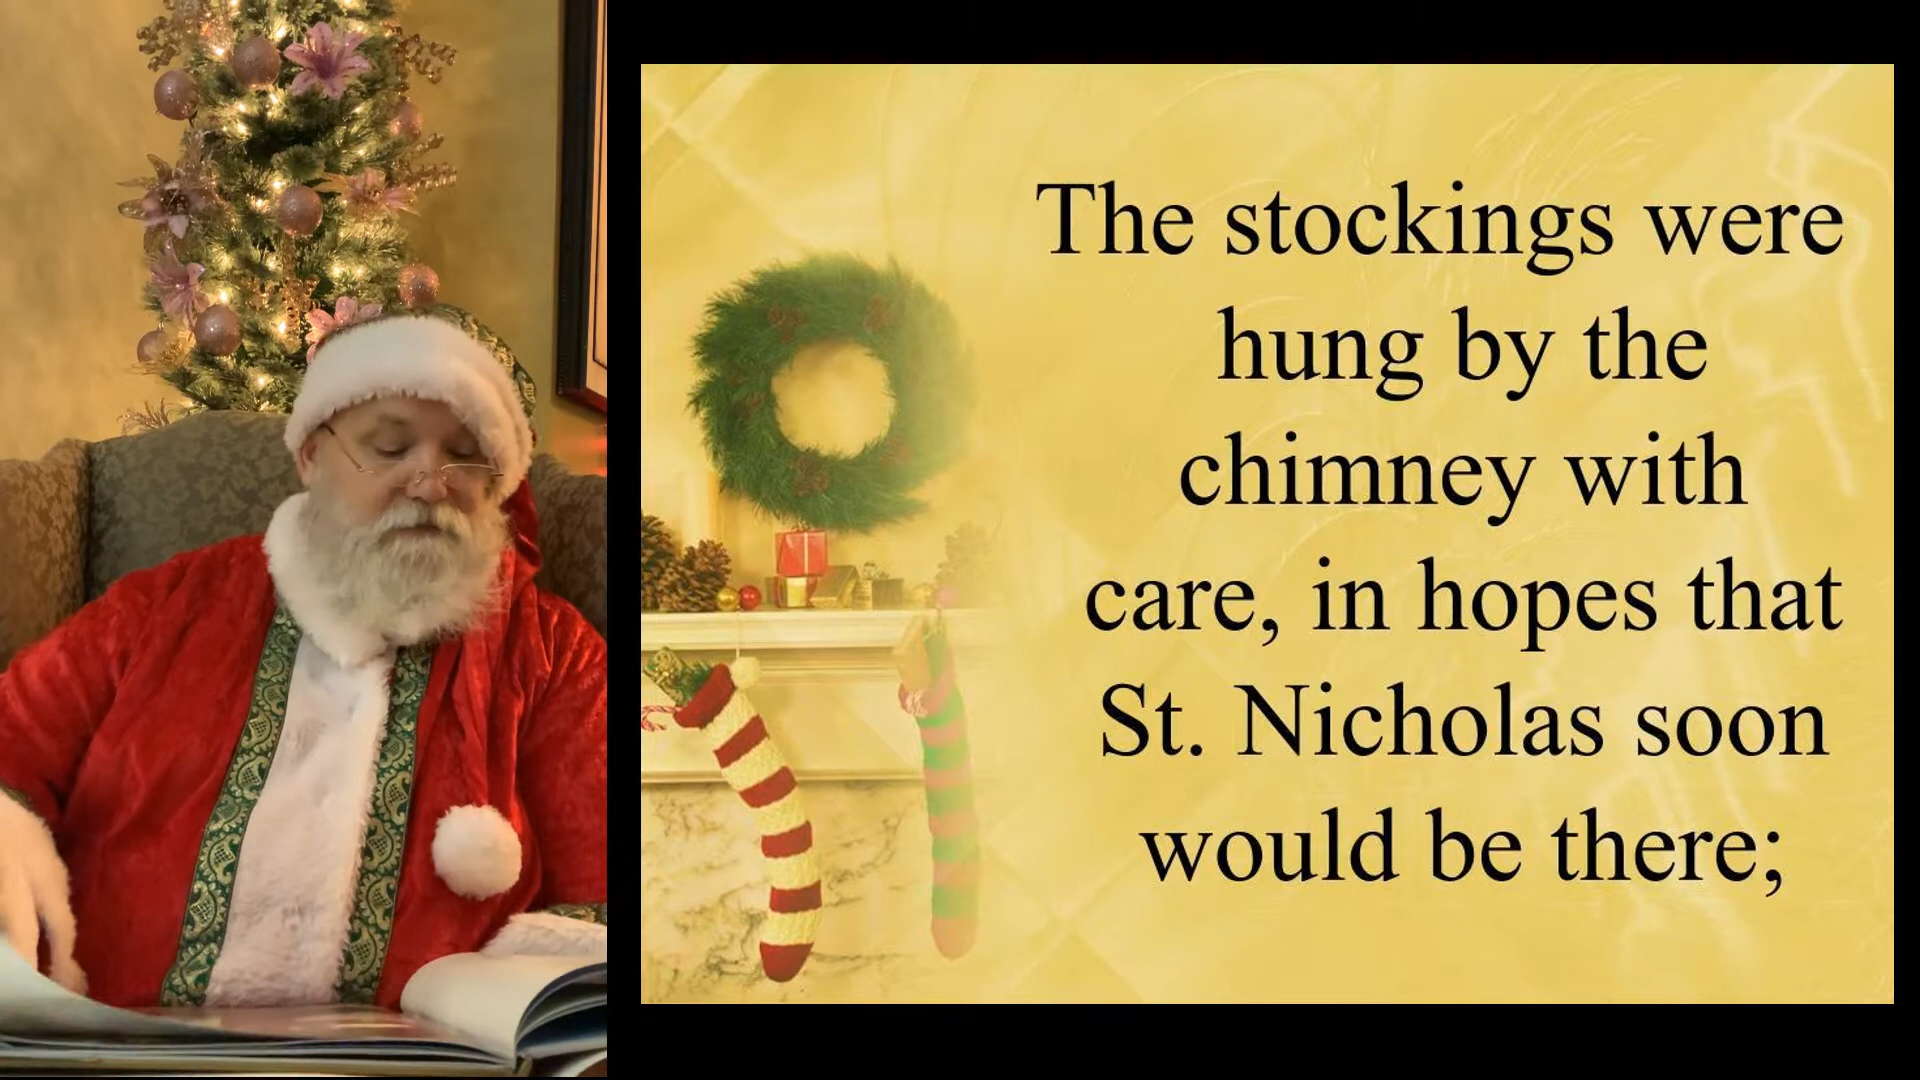 The stockings were
hung by the
chimney with
care, in hopes that
St. Nicholas soon
would be there;